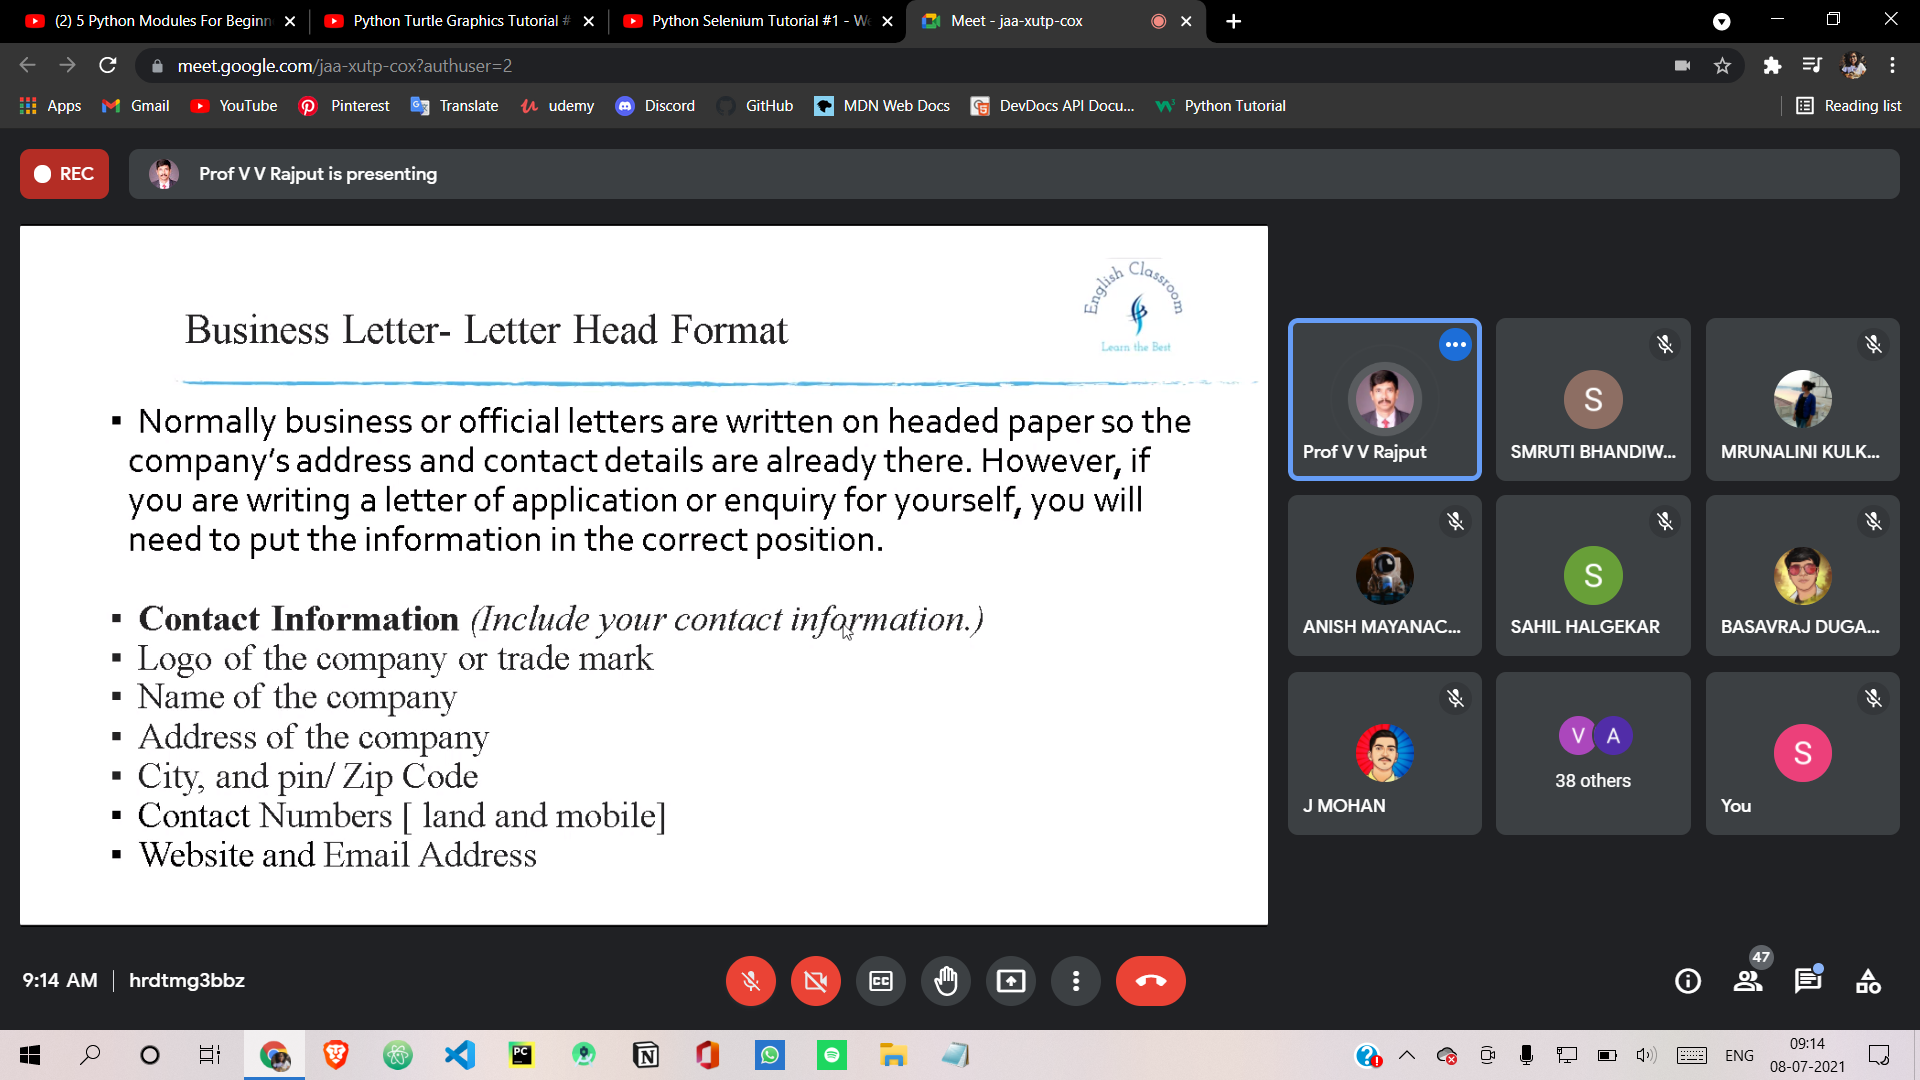 (2) 5 Python Modules For Beginn
Python Turtle Graphics Tutorial #
Python Selenium Tutorial #1 - We
Meet - jaa-xutp-cox
meet.google.com/jaa-xutp-cox?authuser=2
Apps
Gmail
YouTube
Pinterest
Translate
udemy
Discord
GitHub
MDN Web Docs
DevDocs API Docu...
Python Tutorial
Reading list
REC
Prof V V Rajput is presenting
English Classroom
Learn the Best
Business Letter- Letter Head Format
▪ Normally business or official letters are written on headed paper so the
company's address and contact details are already there. However, if
you are writing a letter of application or enquiry for yourself, you will
need to put the information in the correct position.
▪ Contact Information (Include your contact information.)
▪ Logo of the company or trade mark
▪ Name of the company
▪ Address of the company
▪ City, and pin/ Zip Code
▪ Contact Numbers [ land and mobile]
▪ Website and Email Address
Prof V V Rajput
S
SMRUTI BHANDIW...
MRUNALINI KULK...
ANISH MAYANAC...
S
SAHIL HALGEKAR
BASAVRAJ DUGA...
J MOHAN
V A
38 others
S
You
9:14 AM | hrdtmg3bbz
CC
47
PC
N
ENG
09:14
08-07-2021